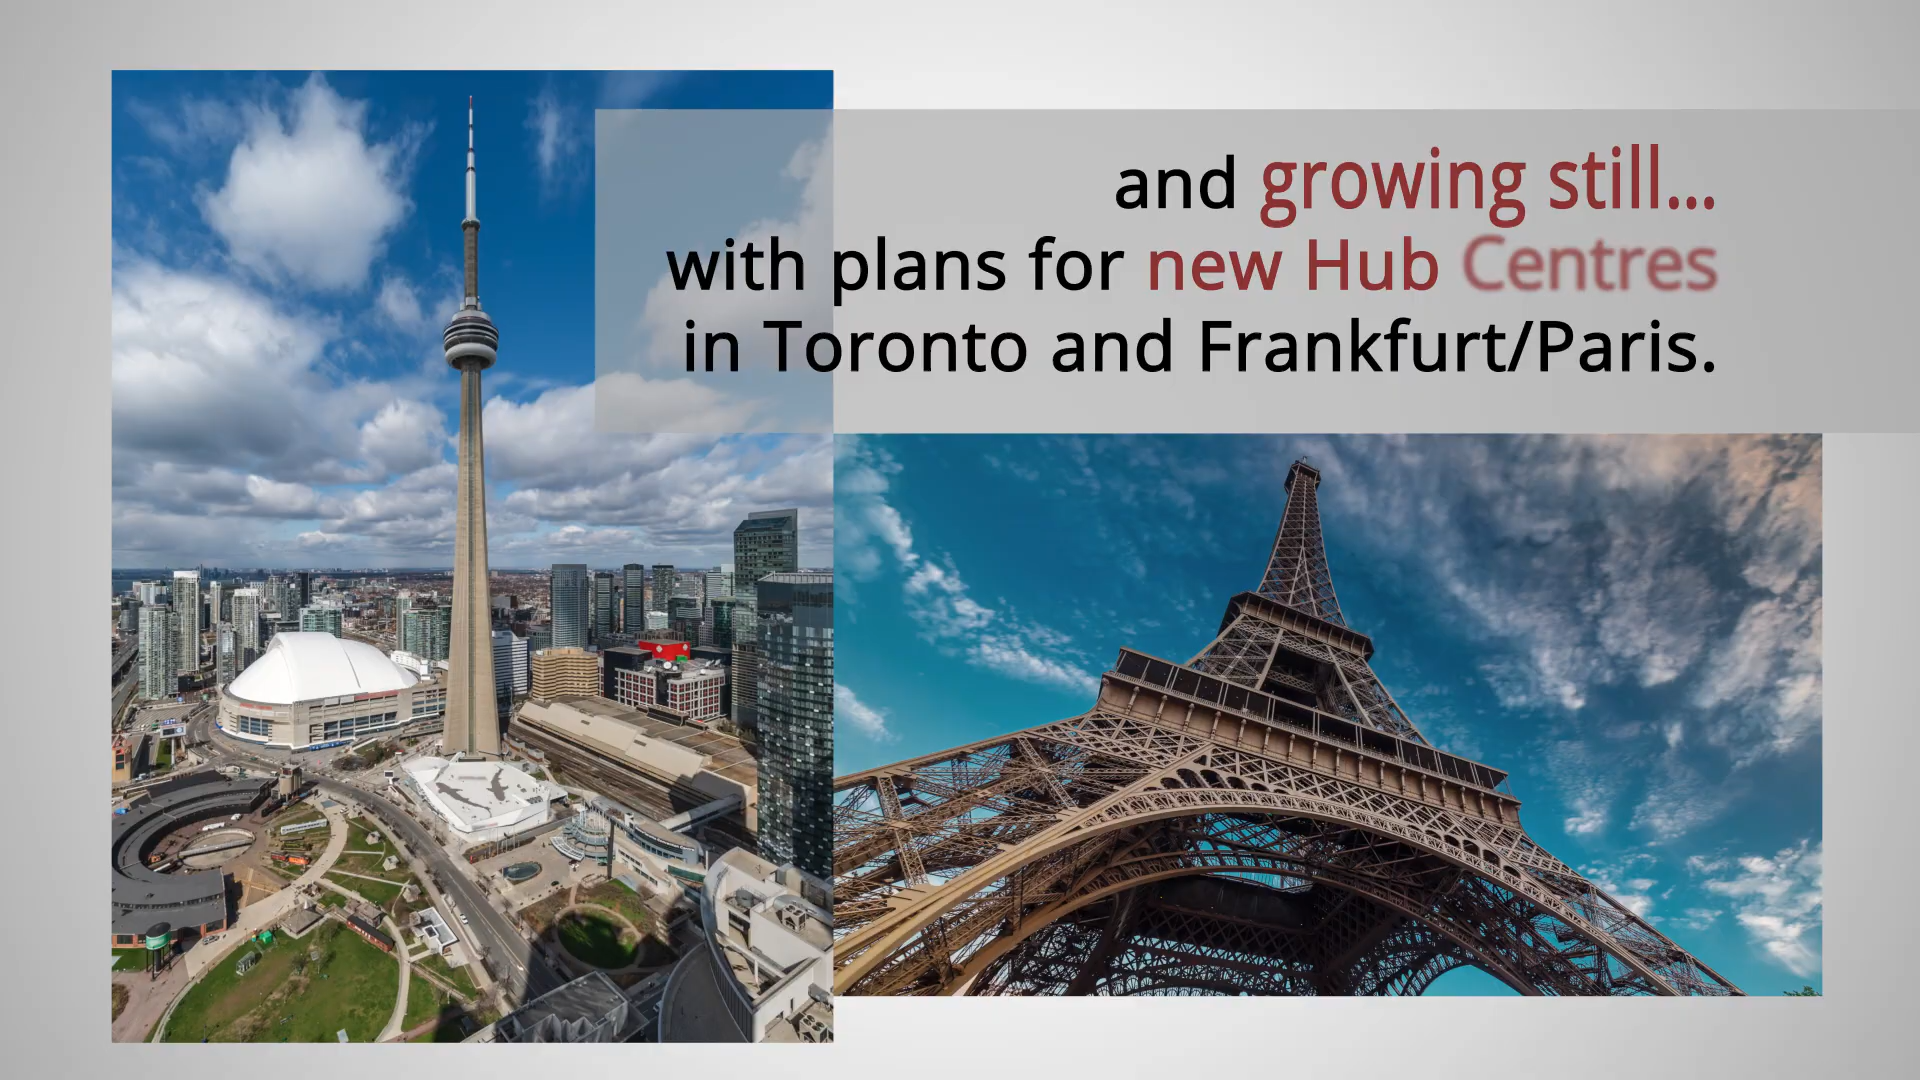 and growing still...
with plans for new Hub Centres
in Toronto and Frankfurt/Paris.